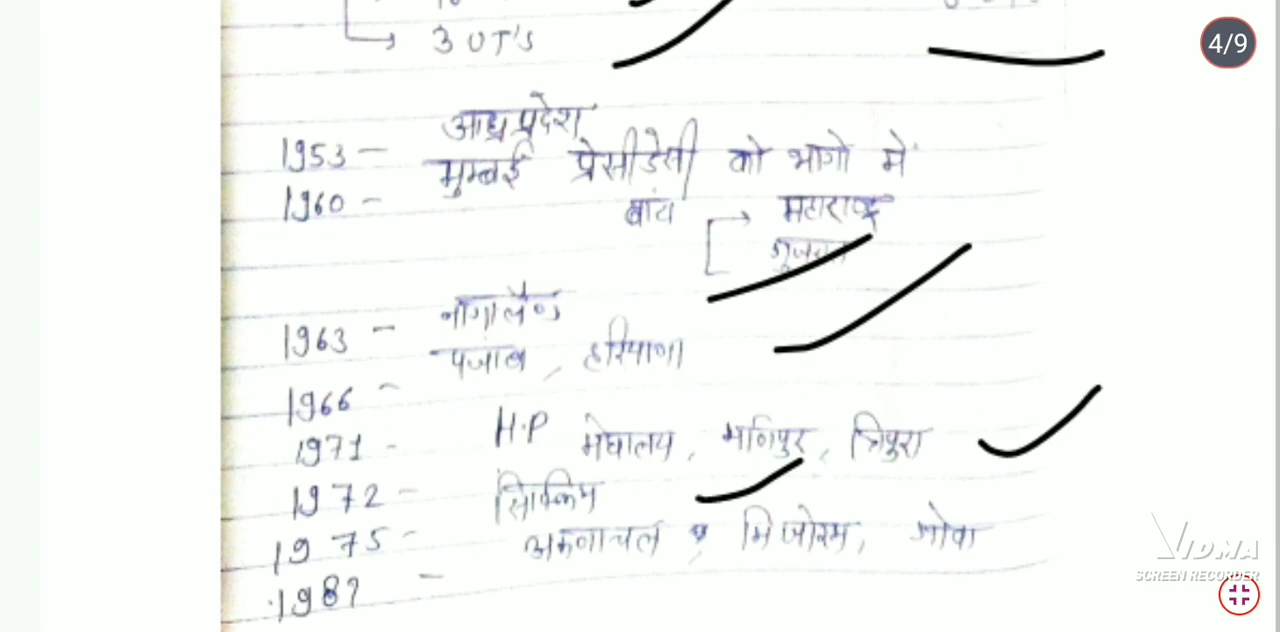 → 3 UT's
4/9
1953 - आंध्र प्रदेश
1960 - मुम्बई प्रेसीडेंसी को भागो में
बांटा → महाराष्ट्र
गुजरात
1963 - नागालैण्ड
1966 - पंजाब, हरियाणा
1971 - H.P
1972 - मेघालय, मणिपुर, त्रिपुरा
1975 - सिक्किम
1987 - अरुणाचल, मिजोरम, गोवा
VIDMA
SCREEN RECORDER